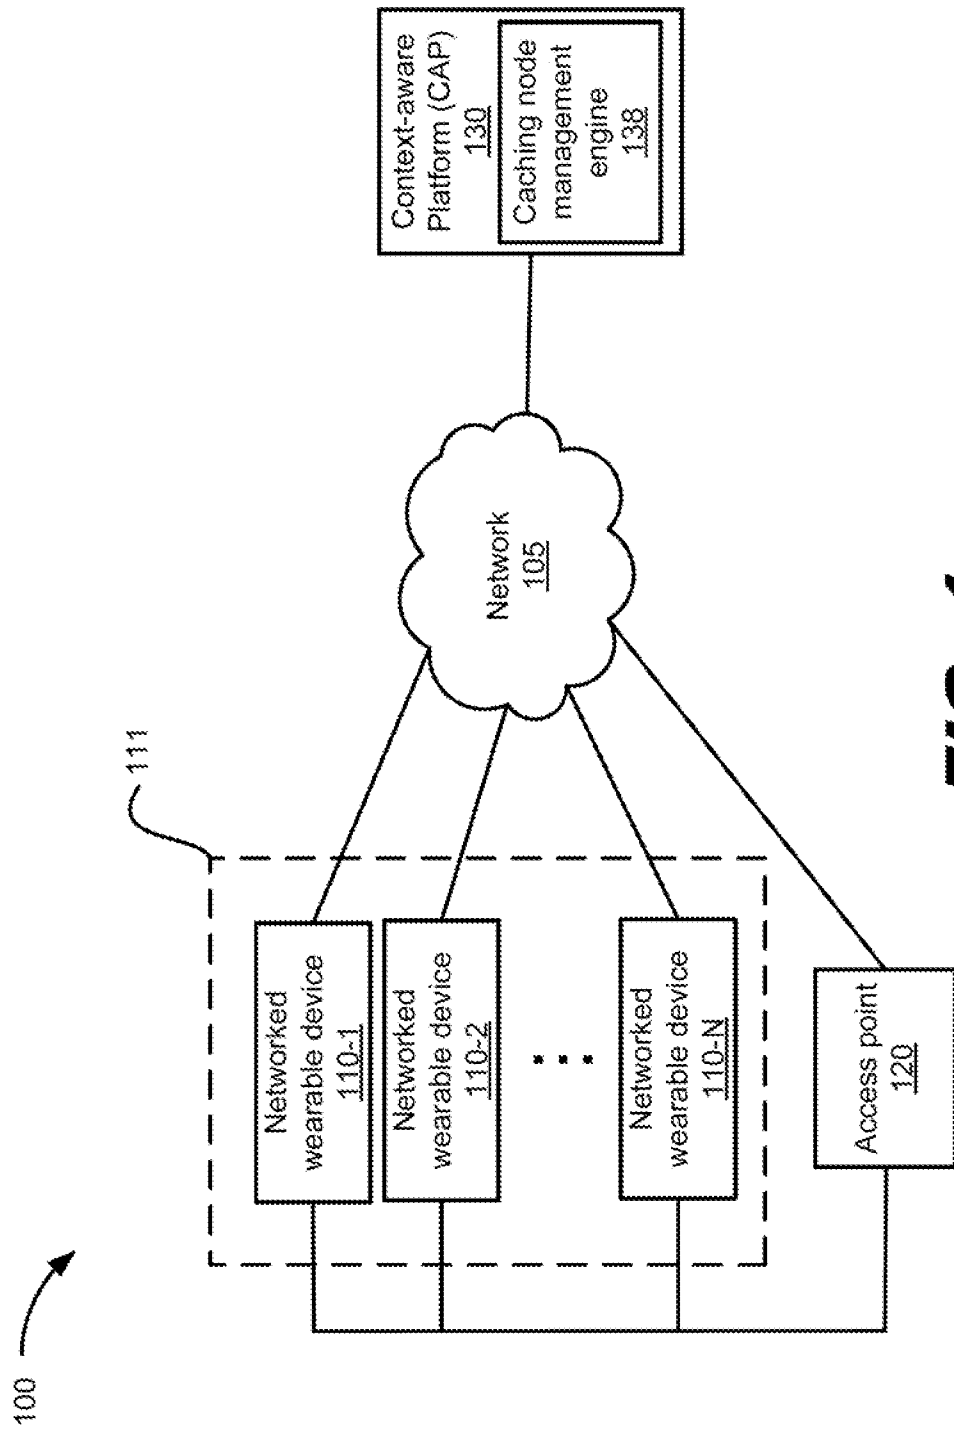 100
111
Networked
wearable device
110-1
Networked
wearable device
110-2
Networked
wearable device
110-N
Access point
120
Network
105
Context-aware
Platform (CAP)
130
Caching node
management
engine
138